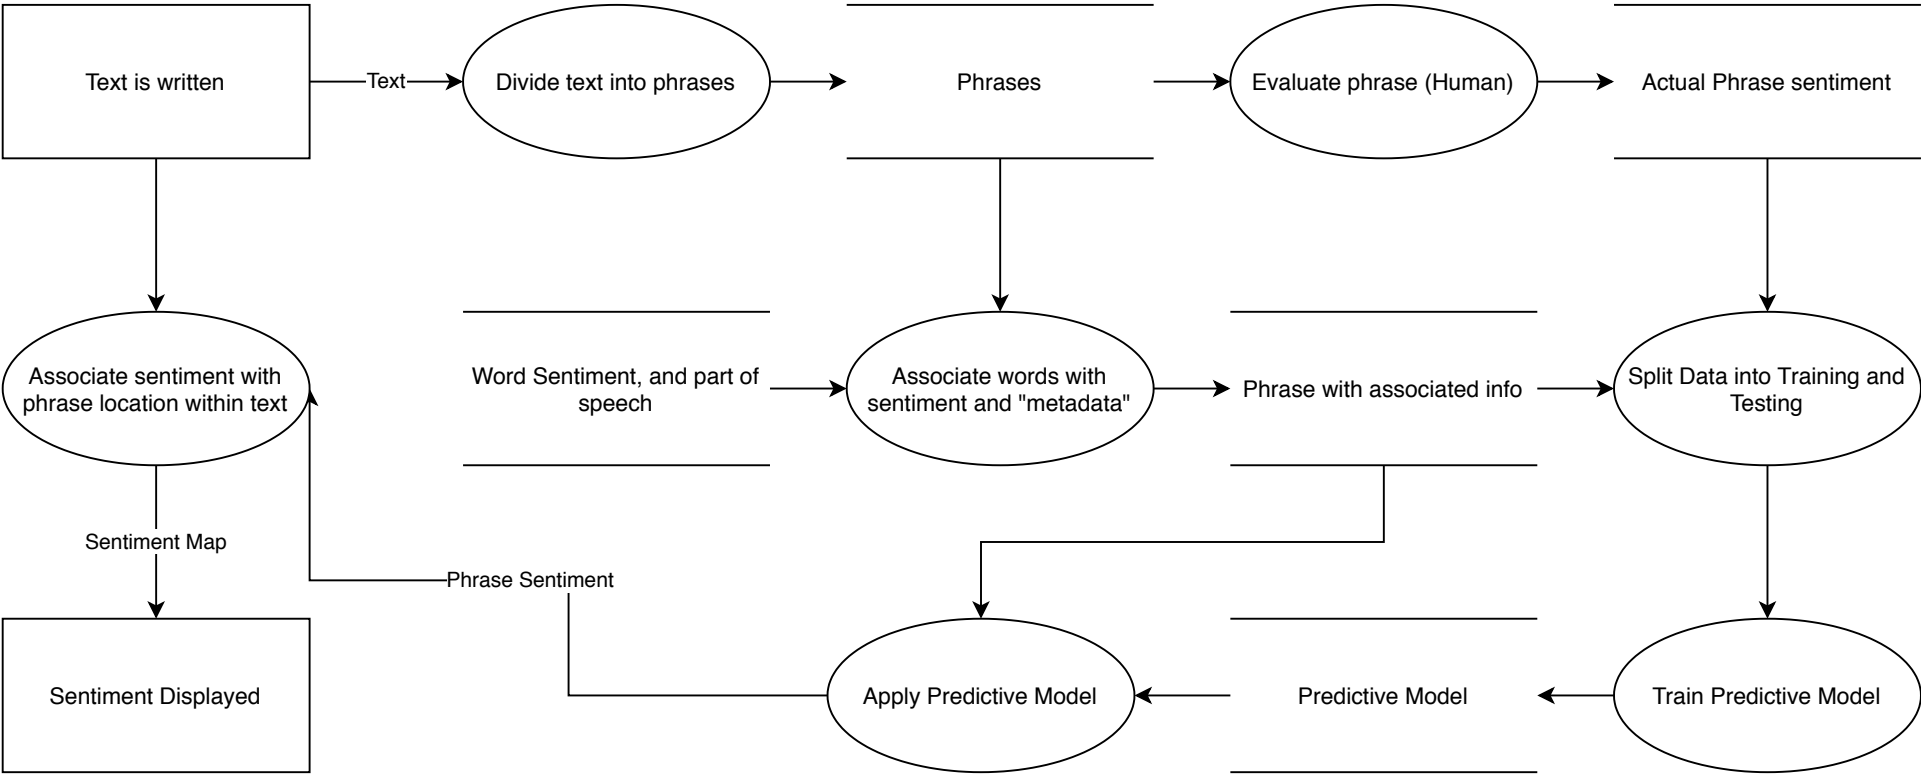 Text is written
Text
Divide text into phrases
Phrases
Evaluate phrase (Human)
Actual Phrase sentiment
Associate sentiment with
phrase location within text
Word Sentiment, and part of
speech
Associate words with
sentiment and "metadata"
Phrase with associated info
Split Data into Training and
Testing
Sentiment Map
Phrase Sentiment
Sentiment Displayed
Apply Predictive Model
Predictive Model
Train Predictive Model